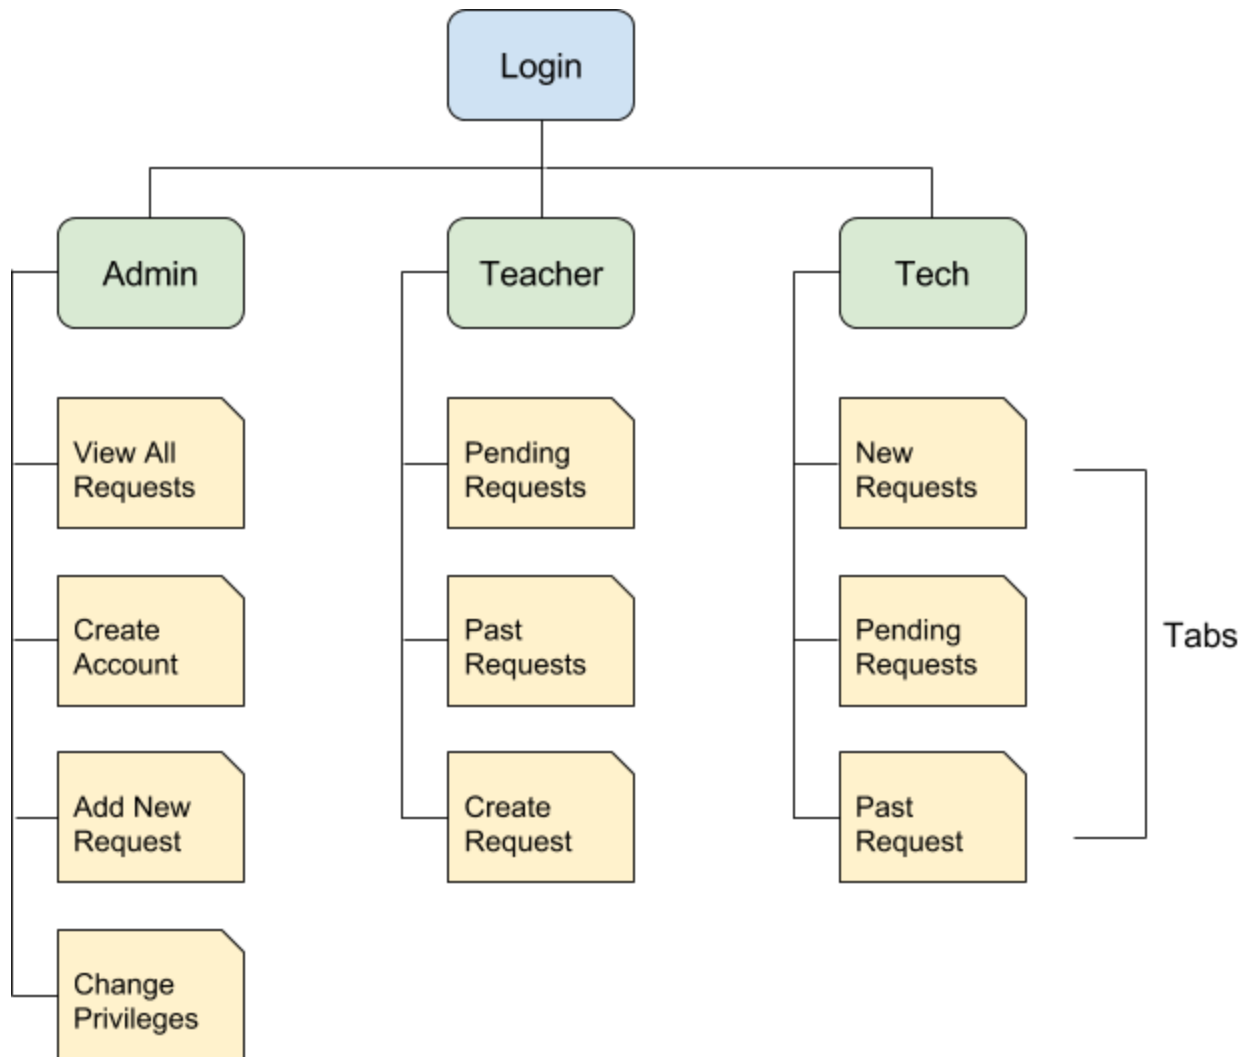 Login
Admin
Teacher
Tech
View All
Requests
Pending
Requests
New
Requests
Create
Account
Past
Requests
Pending
Requests
Tabs
Add New
Request
Create
Request
Past
Request
Change
Privileges